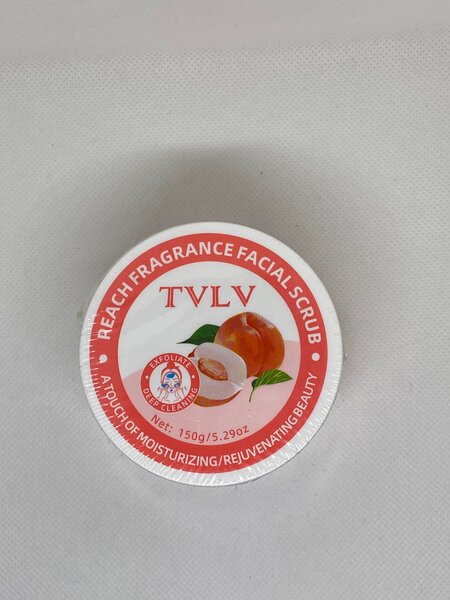 • REACH FRAGRANCE FACIAL SCRUB •
TVLV
EXFOLIATE
DEEP CLEANING
Net: 150g/5.29oz
A TOUCH OF MOISTURIZING/REJUVENATING BEAUTY